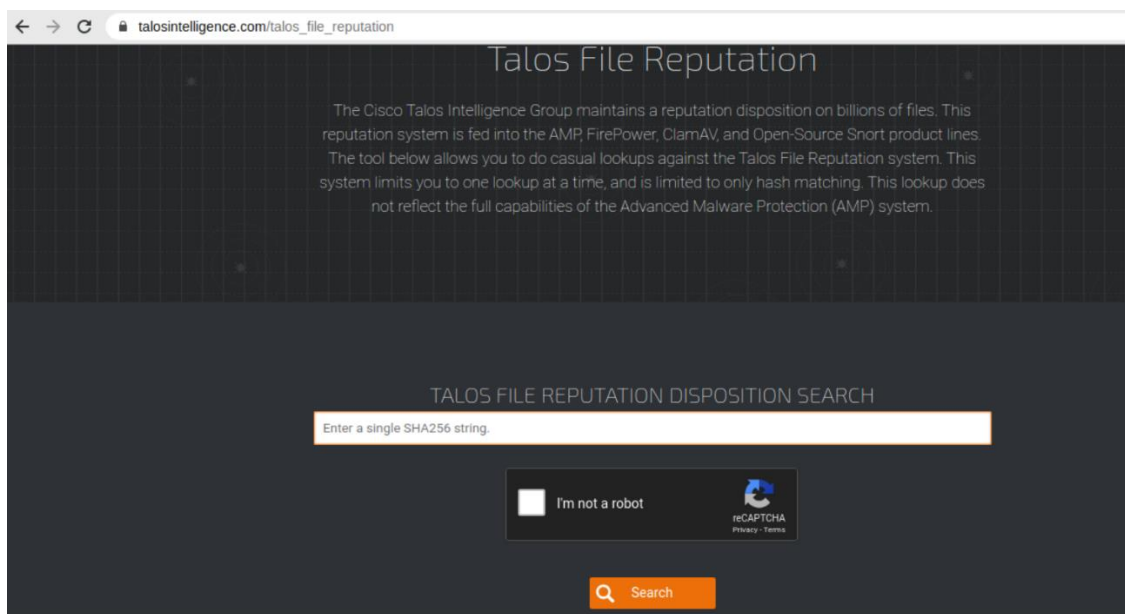 talosintelligence.com/talos_file_reputation
Talos File Reputation
The Cisco Talos Intelligence Group maintains a reputation disposition on billions of files. This
reputation system is fed into the AMP, FirePower, ClamAV, and Open-Source Snort product lines.
The tool below allows you to do casual lookups against the Talos File Reputation system. This
system limits you to one lookup at a time, and is limited to only hash matching. This lookup does
not reflect the full capabilities of the Advanced Malware Protection (AMP) system.
TALOS FILE REPUTATION DISPOSITION SEARCH
Enter a single SHA256 string.
I'm not a robot
reCAPTCHA
Privacy - Terms
Search